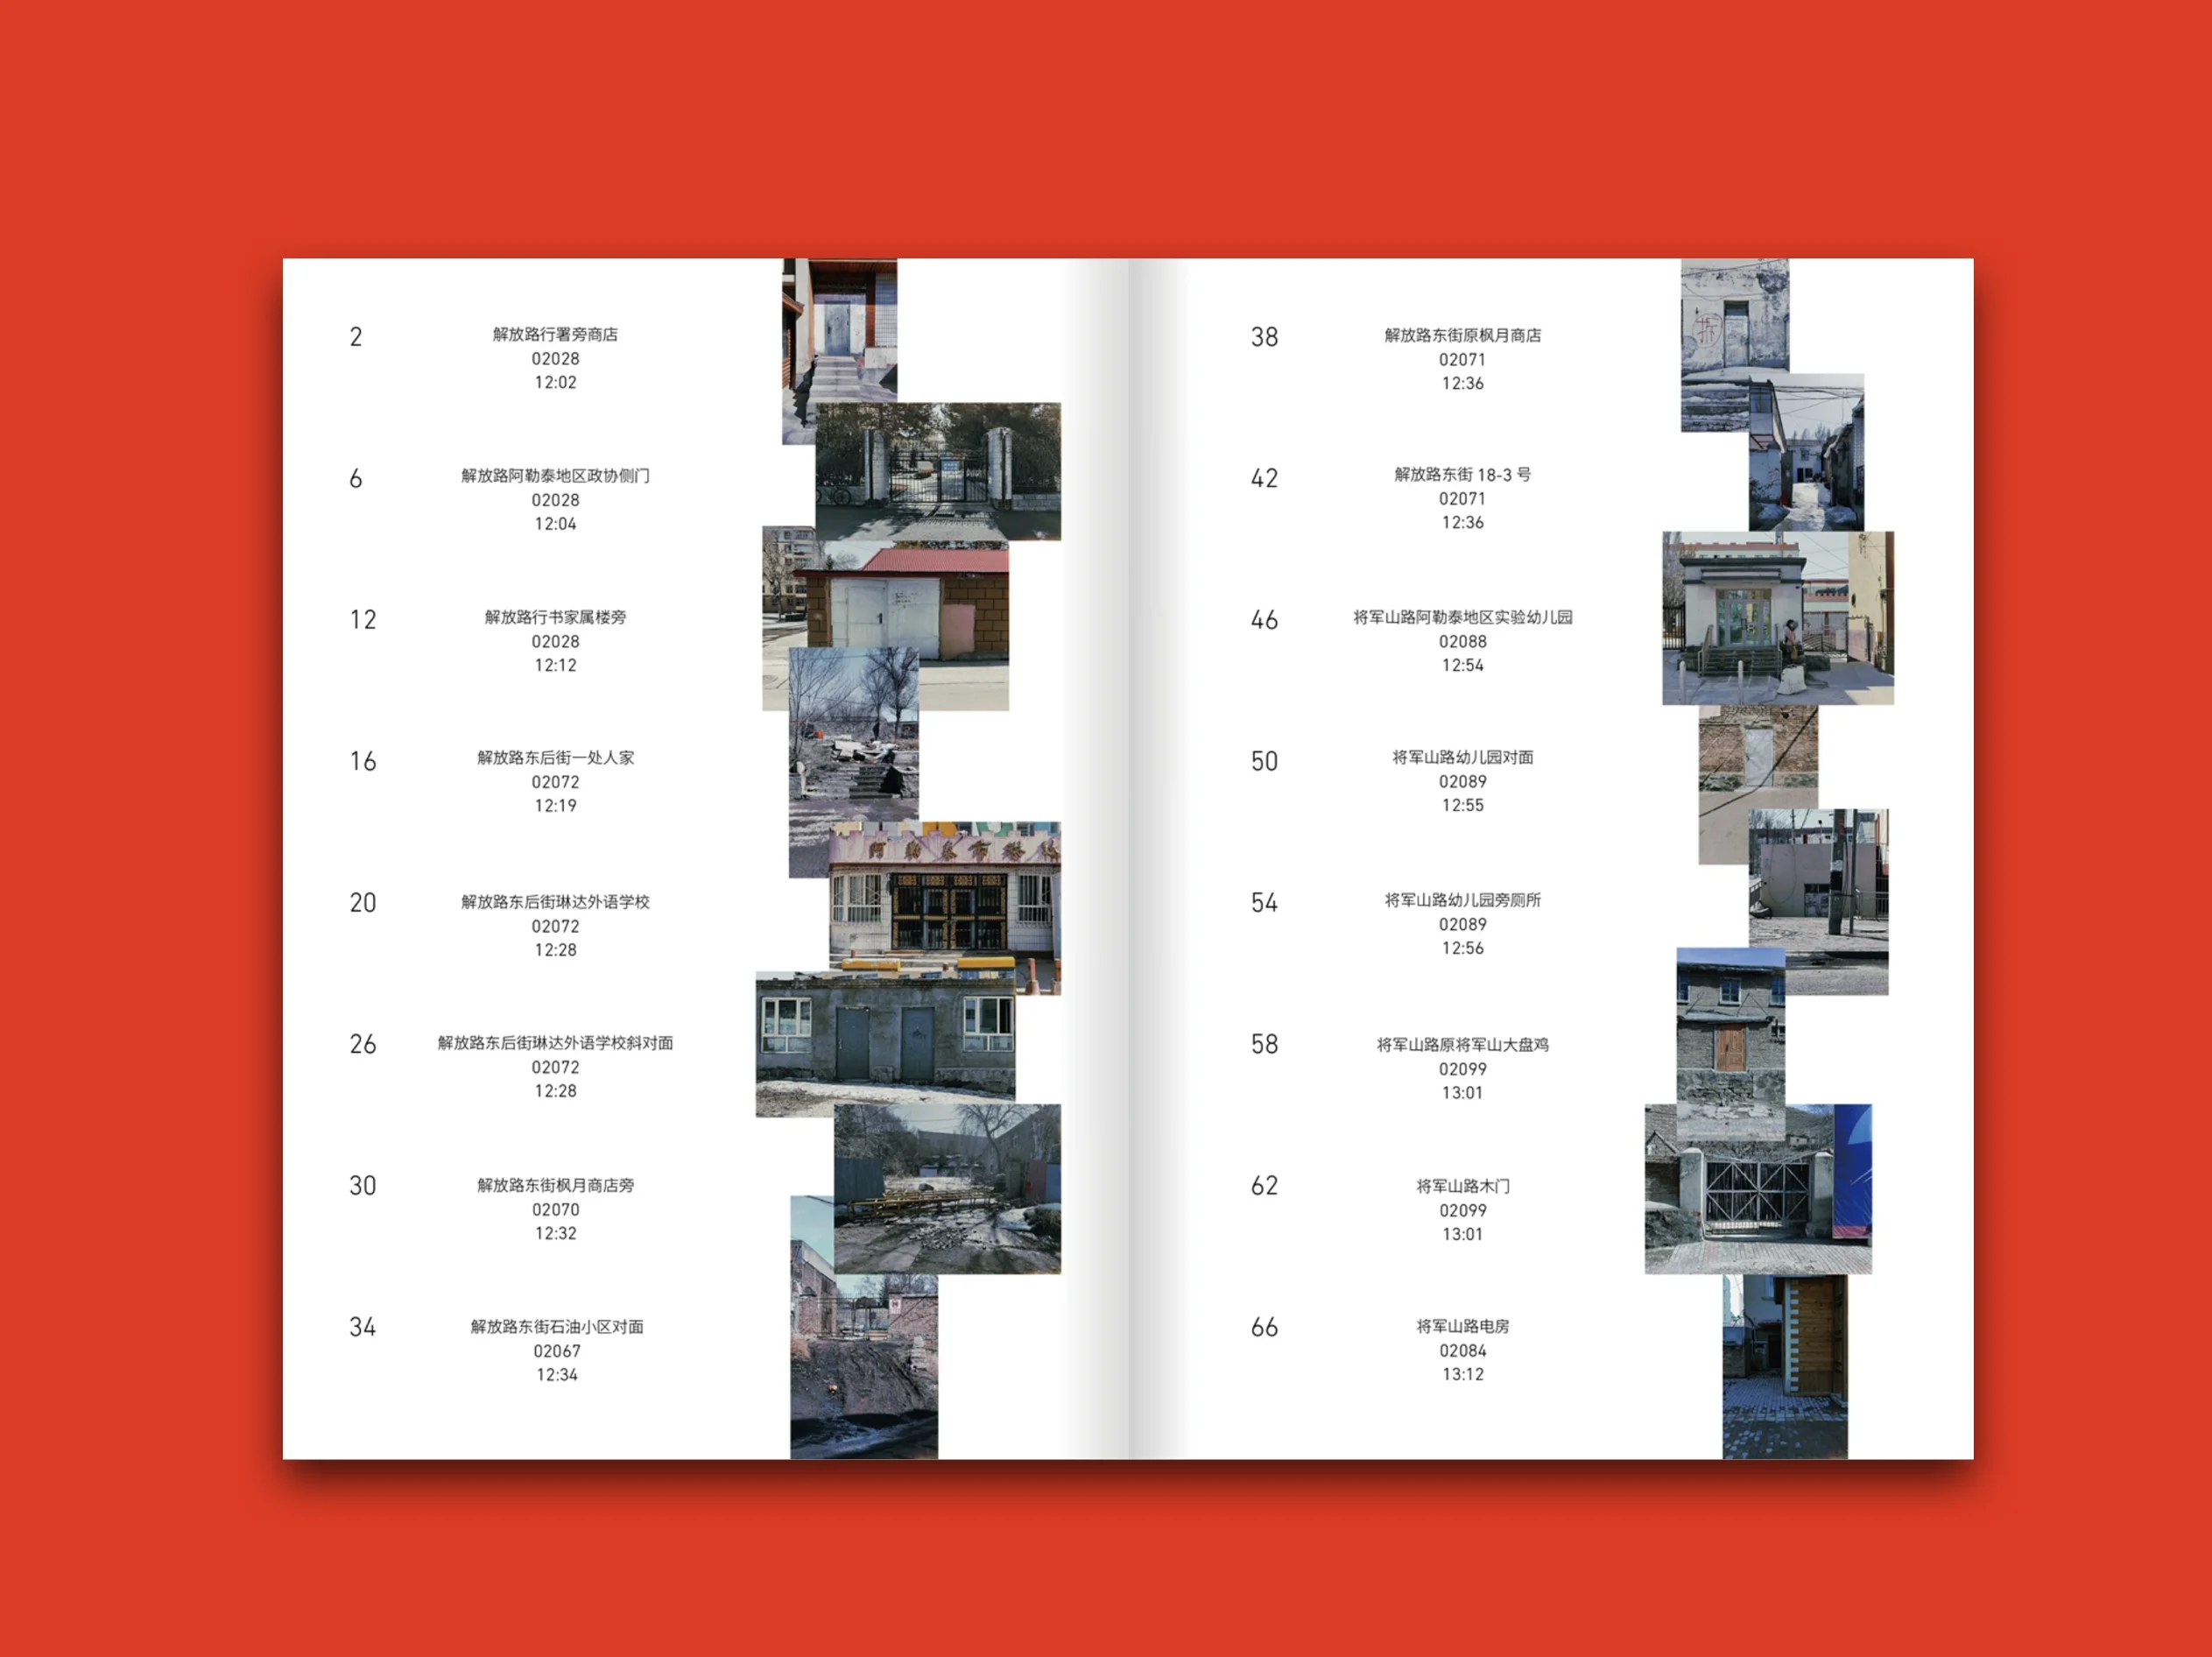 2
解放路行署旁商店
02028
12:02
6
解放路阿勒泰地区政协侧门
02028
12:04
12
解放路行书家属楼旁
02028
12:12
16
解放路东后街一处人家
02072
12:19
20
解放路东后街琳达外语学校
02072
12:28
26
解放路东后街琳达外语学校斜对面
02072
12:28
30
解放路东街枫月商店旁
02070
12:32
34
解放路东街石油小区对面
02067
12:34
阿勒泰市
38
解放路东街原枫月商店
02071
12:36
42
解放路东街 18-3 号
02071
12:36
46
将军山路阿勒泰地区实验幼儿园
02088
12:54
50
将军山路幼儿园对面
02089
12:55
54
将军山路幼儿园旁厕所
02089
12:56
58
将军山路原将军山大盘鸡
02099
13:01
62
将军山路木门
02099
13:01
66
将军山路电房
02084
13:12
拆